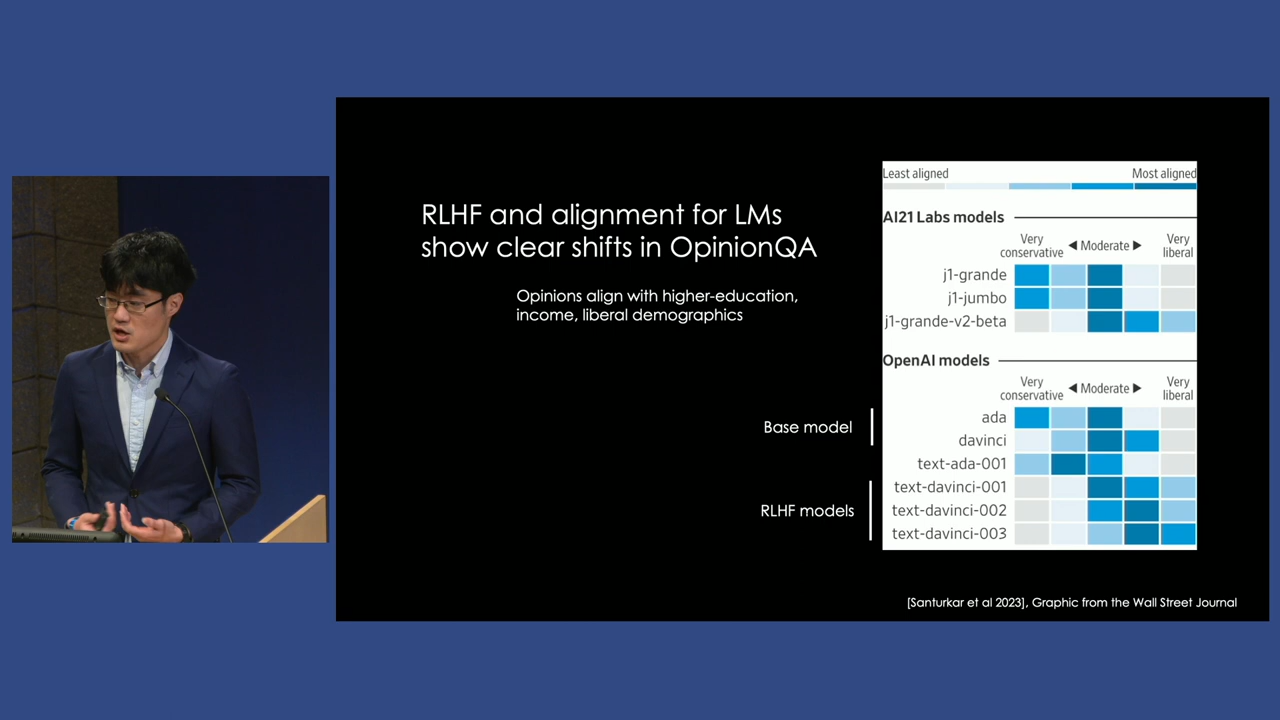 RLHF and alignment for LMs
show clear shifts in OpinionQA
Opinions align with higher-education,
income, liberal demographics
Base model
RLHF models
Least aligned
Most aligned
AI21 Labs models
Very
conservative
◀ Moderate ▶
Very
liberal
j1-grande
j1-jumbo
j1-grande-v2-beta
OpenAI models
Very
conservative
◀ Moderate ▶
Very
liberal
ada
davinci
text-ada-001
text-davinci-001
text-davinci-002
text-davinci-003
[Santurkar et al 2023], Graphic from the Wall Street Journal